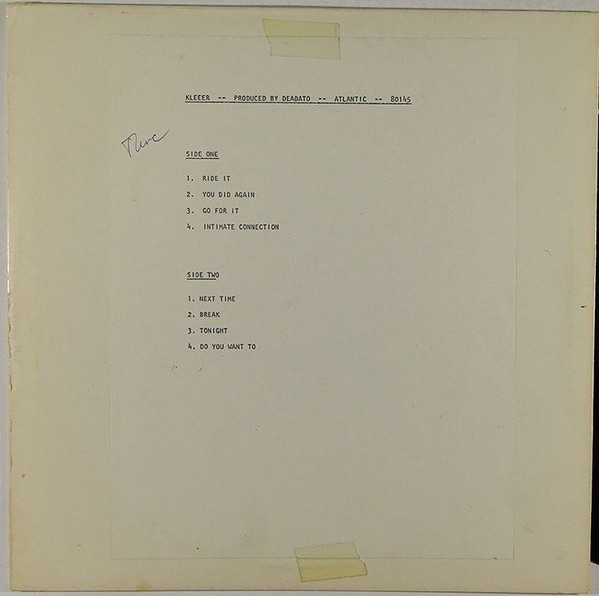 KLEEER -- PRODUCED BY DEADATO -- ATLANTIC -- 80145
SIDE ONE
1. RIDE IT
2. YOU DID AGAIN
3. GO FOR IT
4. INTIMATE CONNECTION
SIDE TWO
1. NEXT TIME
2. BREAK
3. TONIGHT
4. DO YOU WANT TO